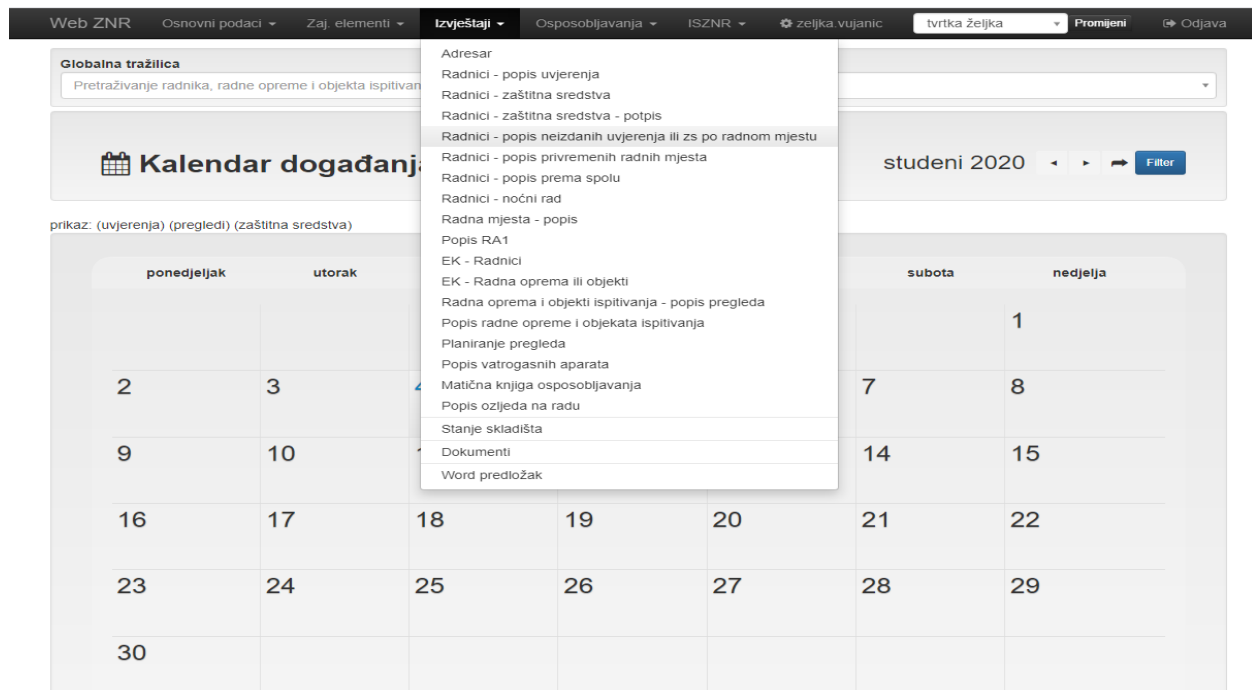 Web ZNR Osnovni podaci Zaj. elementi Izvještaji Osposobljavanja ISZNR zeljka.vujanic tvrtka željka Promijeni Odjava
Globalna tražilica
Pretraživanje radnika, radne opreme i objekta ispitivan
Adresar
Radnici - popis uvjerenja
Radnici - zaštitna sredstva
Radnici - zaštitna sredstva - potpis
Radnici - popis neizdanih uvjerenja ili zs po radnom mjestu
Radnici - popis privremenih radnih mjesta
Radnici - popis prema spolu
Radnici - noćni rad
Radna mjesta - popis
Popis RA1
EK - Radnici
EK - Radna oprema ili objekti
Radna oprema i objekti ispitivanja - popis pregleda
Popis radne opreme i objekata ispitivanja
Planiranje pregleda
Popis vatrogasnih aparata
Matična knjiga osposobljavanja
Popis ozljeda na radu
Stanje skladišta
Dokumenti
Word predložak
Kalendar događanj studeni 2020 Filter
prikaz: (uvjerenja) (pregledi) (zaštitna sredstva)
ponedjeljak utorak subota nedjelja
1
2 3 7 8
9 10 14 15
16 17 18 19 20 21 22
23 24 25 26 27 28 29
30